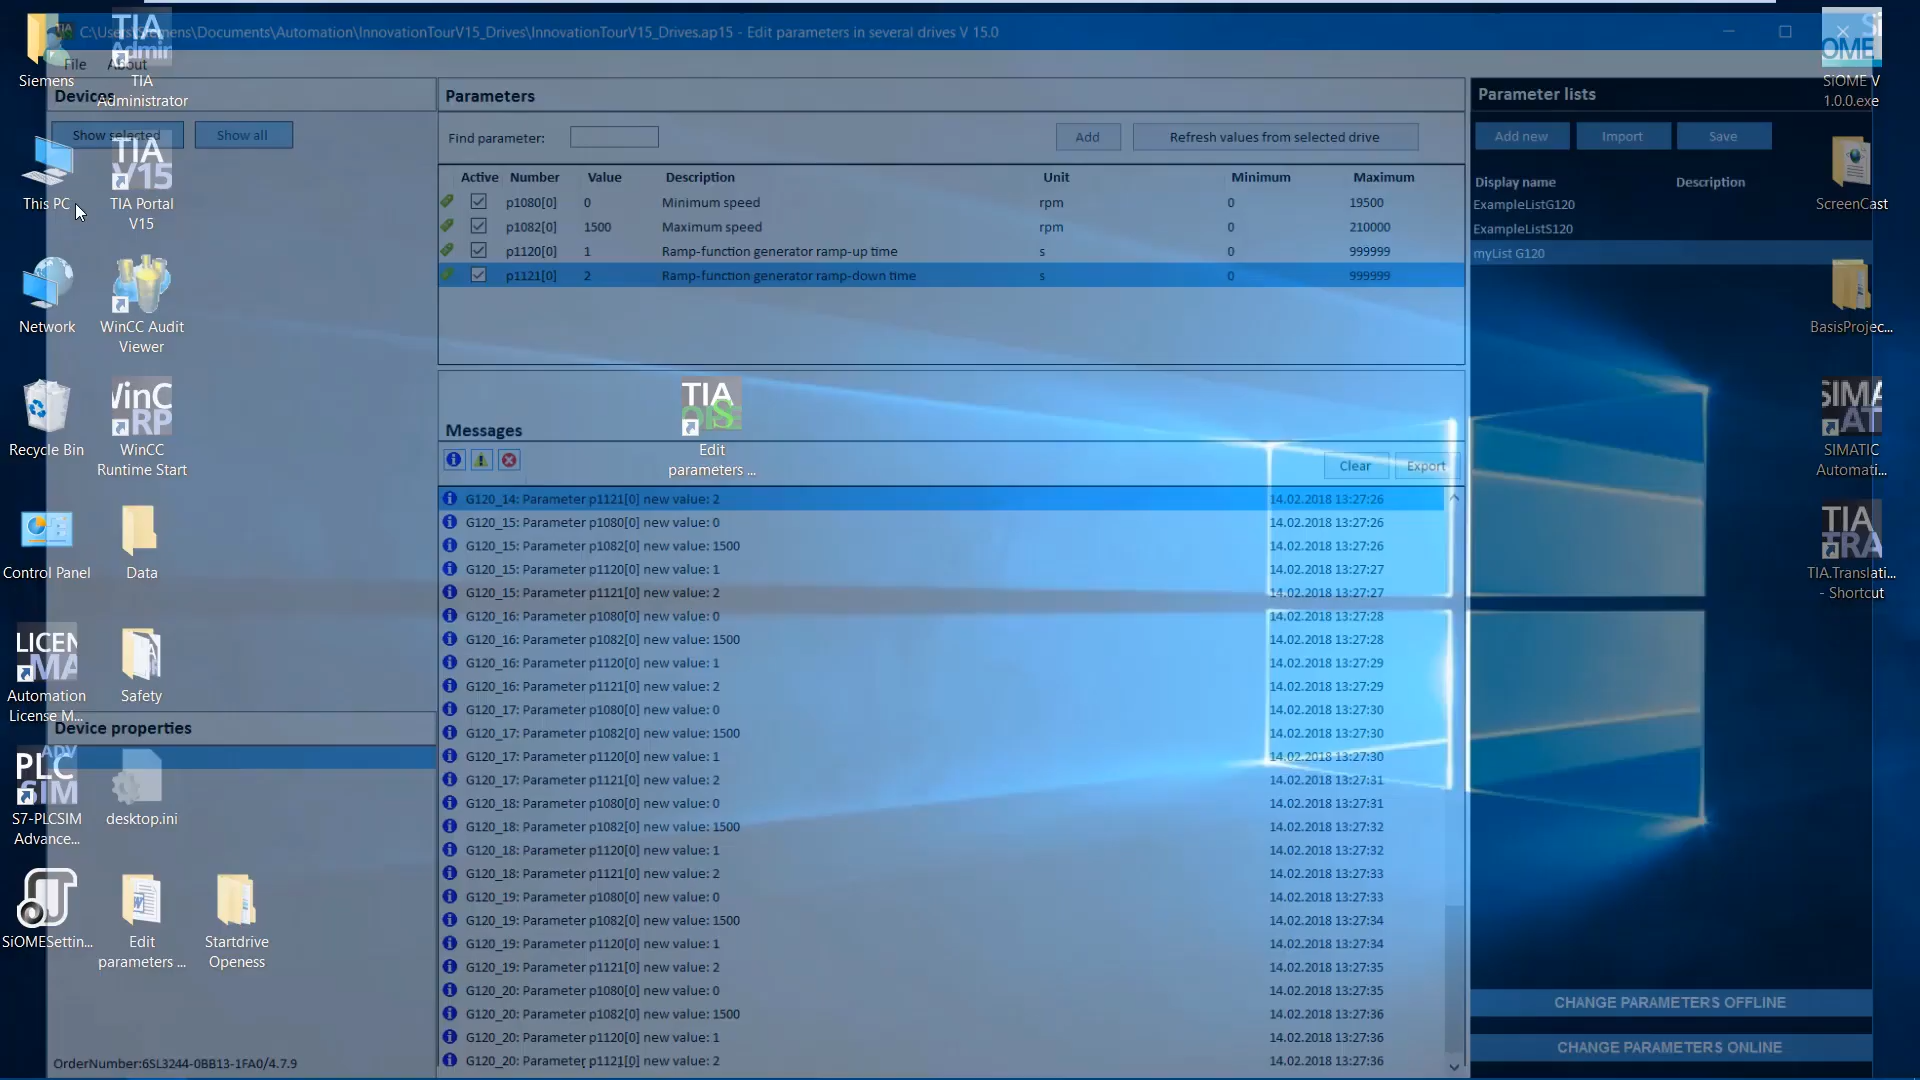 C:\Users\Siemens\Documents\Automation\InnovationTourV15_Drives\InnovationTourV15_Drives.ap15 - Edit parameters in several drives V 15.0
File About
Devices
Show selected Show all
Parameters
Find parameter: Add Refresh values from selected drive
Active Number Value Description Unit Minimum Maximum
p1080[0] 0 Minimum speed rpm 0 19500
p1082[0] 1500 Maximum speed rpm 0 210000
p1120[0] 1 Ramp-function generator ramp-up time s 0 999999
p1121[0] 2 Ramp-function generator ramp-down time s 0 999999
Parameter lists
Add new Import Save
Display name Description
ExampleListG120
ExampleListS120
myList G120
Messages
Clear Export
G120_14: Parameter p1121[0] new value: 2 14.02.2018 13:27:26
G120_15: Parameter p1080[0] new value: 0 14.02.2018 13:27:26
G120_15: Parameter p1082[0] new value: 1500 14.02.2018 13:27:26
G120_15: Parameter p1120[0] new value: 1 14.02.2018 13:27:27
G120_15: Parameter p1121[0] new value: 2 14.02.2018 13:27:27
G120_16: Parameter p1080[0] new value: 0 14.02.2018 13:27:28
G120_16: Parameter p1082[0] new value: 1500 14.02.2018 13:27:28
G120_16: Parameter p1120[0] new value: 1 14.02.2018 13:27:29
G120_16: Parameter p1121[0] new value: 2 14.02.2018 13:27:29
G120_17: Parameter p1080[0] new value: 0 14.02.2018 13:27:30
G120_17: Parameter p1082[0] new value: 1500 14.02.2018 13:27:30
G120_17: Parameter p1120[0] new value: 1 14.02.2018 13:27:30
G120_17: Parameter p1121[0] new value: 2 14.02.2018 13:27:31
G120_18: Parameter p1080[0] new value: 0 14.02.2018 13:27:31
G120_18: Parameter p1082[0] new value: 1500 14.02.2018 13:27:32
G120_18: Parameter p1120[0] new value: 1 14.02.2018 13:27:32
G120_18: Parameter p1121[0] new value: 2 14.02.2018 13:27:33
G120_19: Parameter p1080[0] new value: 0 14.02.2018 13:27:33
G120_19: Parameter p1082[0] new value: 1500 14.02.2018 13:27:34
G120_19: Parameter p1120[0] new value: 1 14.02.2018 13:27:34
G120_19: Parameter p1121[0] new value: 2 14.02.2018 13:27:35
G120_20: Parameter p1080[0] new value: 0 14.02.2018 13:27:35
G120_20: Parameter p1082[0] new value: 1500 14.02.2018 13:27:36
G120_20: Parameter p1120[0] new value: 1 14.02.2018 13:27:36
G120_20: Parameter p1121[0] new value: 2 14.02.2018 13:27:36
Device properties
OrderNumber:6SL3244-0BB13-1FA0/4.7.9
CHANGE PARAMETERS OFFLINE
CHANGE PARAMETERS ONLINE
Siemens
This PC
Network
Recycle Bin
Control Panel
LICEN
MA
Automation
License M...
ADV
PLC
SIM
S7-PLCSIM
Advance...
SiOMESettin...
TIA
Admin
TIA
Administrator
TIA
V15
TIA Portal
V15
WinCC Audit
Viewer
WinC
RP
WinCC
Runtime Start
Data
Safety
desktop.ini
Edit
parameters ...
Startdrive
Openess
TIA
Edit
parameters ...
Si
OME
SiOME V
1.0.0.exe
ScreenCast
BasisProjec...
SIMA
AT
SIMATIC
Automati...
TIA
TRA
TIA.Translati...
- Shortcut